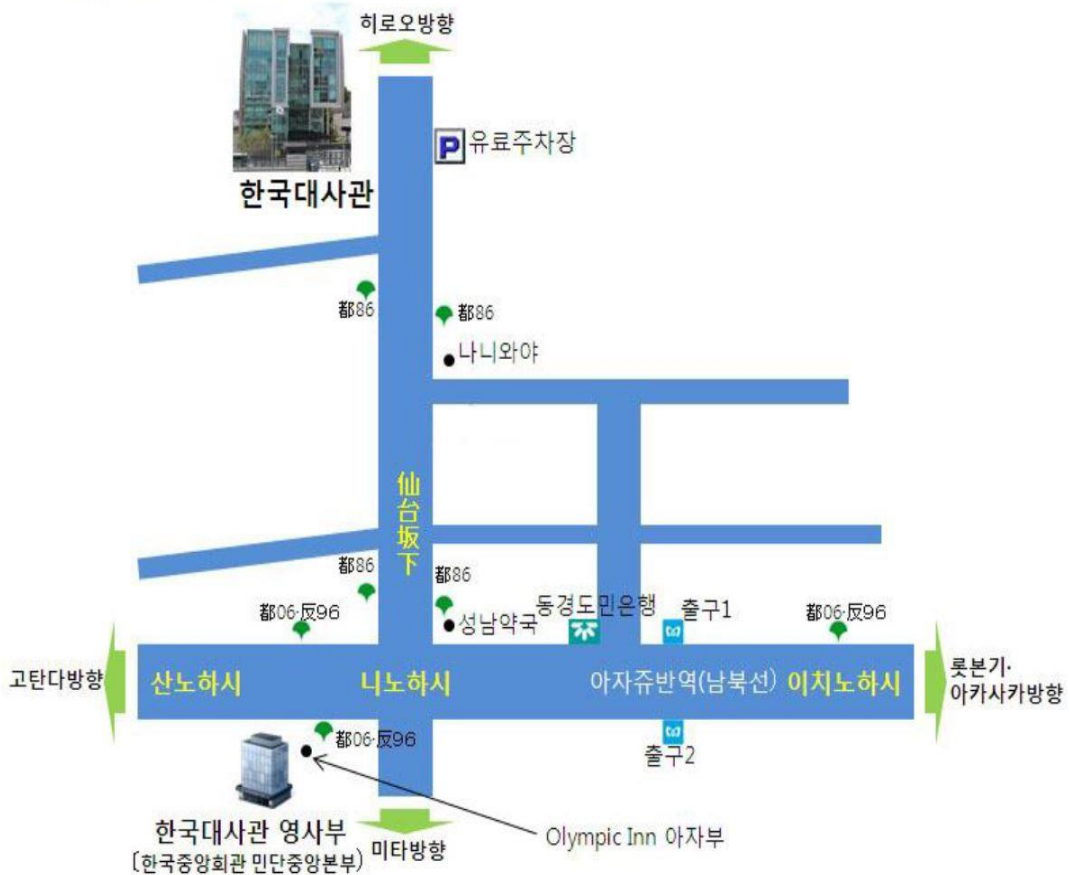 히로오방향
P 유료주차장
한국대사관
都86
都86
나니와야
仙台坂下
都86
都86
都06·反96
성남약국
동경도민은행
출구1
都06·反96
고탄다방향
산노하시
니노하시
아자쥬반역(남북선)
이치노하시
롯본기·
아카사카방향
都06·反96
출구2
한국대사관 영사부
(한국중앙회관 민단중앙본부)
미타방향
Olympic Inn 아자부